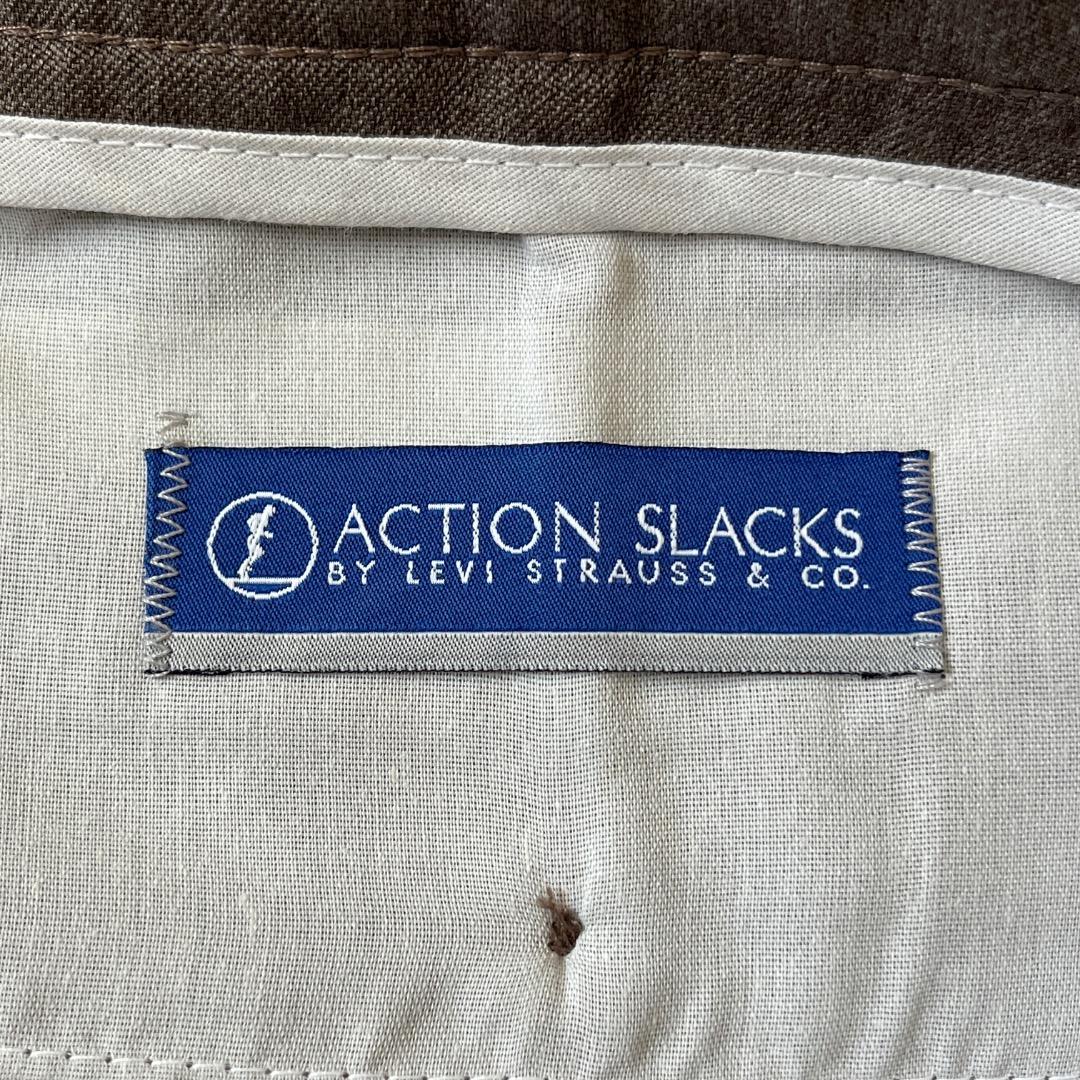 ACTION SLACKS
BY LEVI STRAUSS & CO.